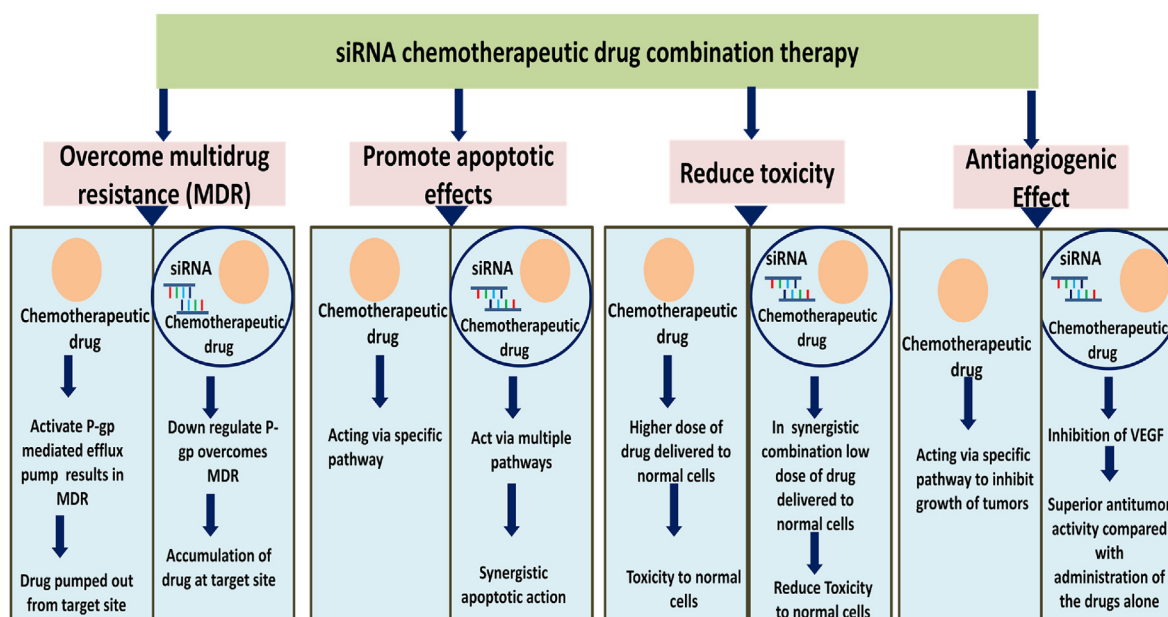 siRNA chemotherapeutic drug combination therapy
Overcome multidrug
resistance (MDR)
Chemotherapeutic
drug
Activate P-gp
mediated efflux
pump results in
MDR
Drug pumped out
from target site
siRNA
Chemotherapeutic
drug
Down regulate P-
gp overcomes
MDR
Accumulation of
drug at target site
Promote apoptotic
effects
Chemotherapeutic
drug
Acting via specific
pathway
siRNA
Chemotherapeutic
drug
Act via multiple
pathways
Synergistic
apoptotic action
Reduce toxicity
Chemotherapeutic
drug
Higher dose of
drug delivered to
normal cells
Toxicity to normal
cells
siRNA
Chemotherapeutic
drug
In synergistic
combination low
dose of drug
delivered to
normal cells
Reduce Toxicity
to normal cells
Antiangiogenic
Effect
Chemotherapeutic
drug
Acting via specific
pathway to inhibit
growth of tumors
siRNA
Chemotherapeutic
drug
Inhibition of VEGF
Superior antitumor
activity compared
with
administration of
the drugs alone